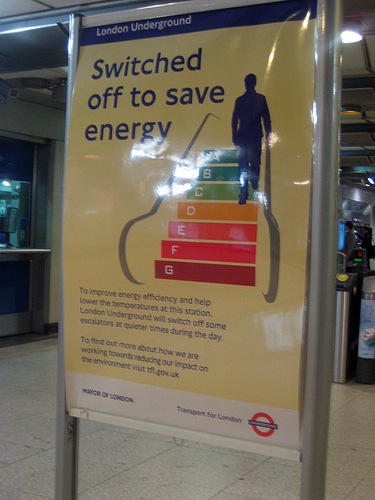 London Underground
Switched
off to save
energy
A
B
C
D
E
F
G
To improve energy efficiency and help
lower the temperatures at this station,
London Underground will switch off some
escalators at quieter times during the day.
To find out more about how we are
working towards reducing our impact on
the environment visit tfl.gov.uk
MAYOR OF LONDON
Transport for London